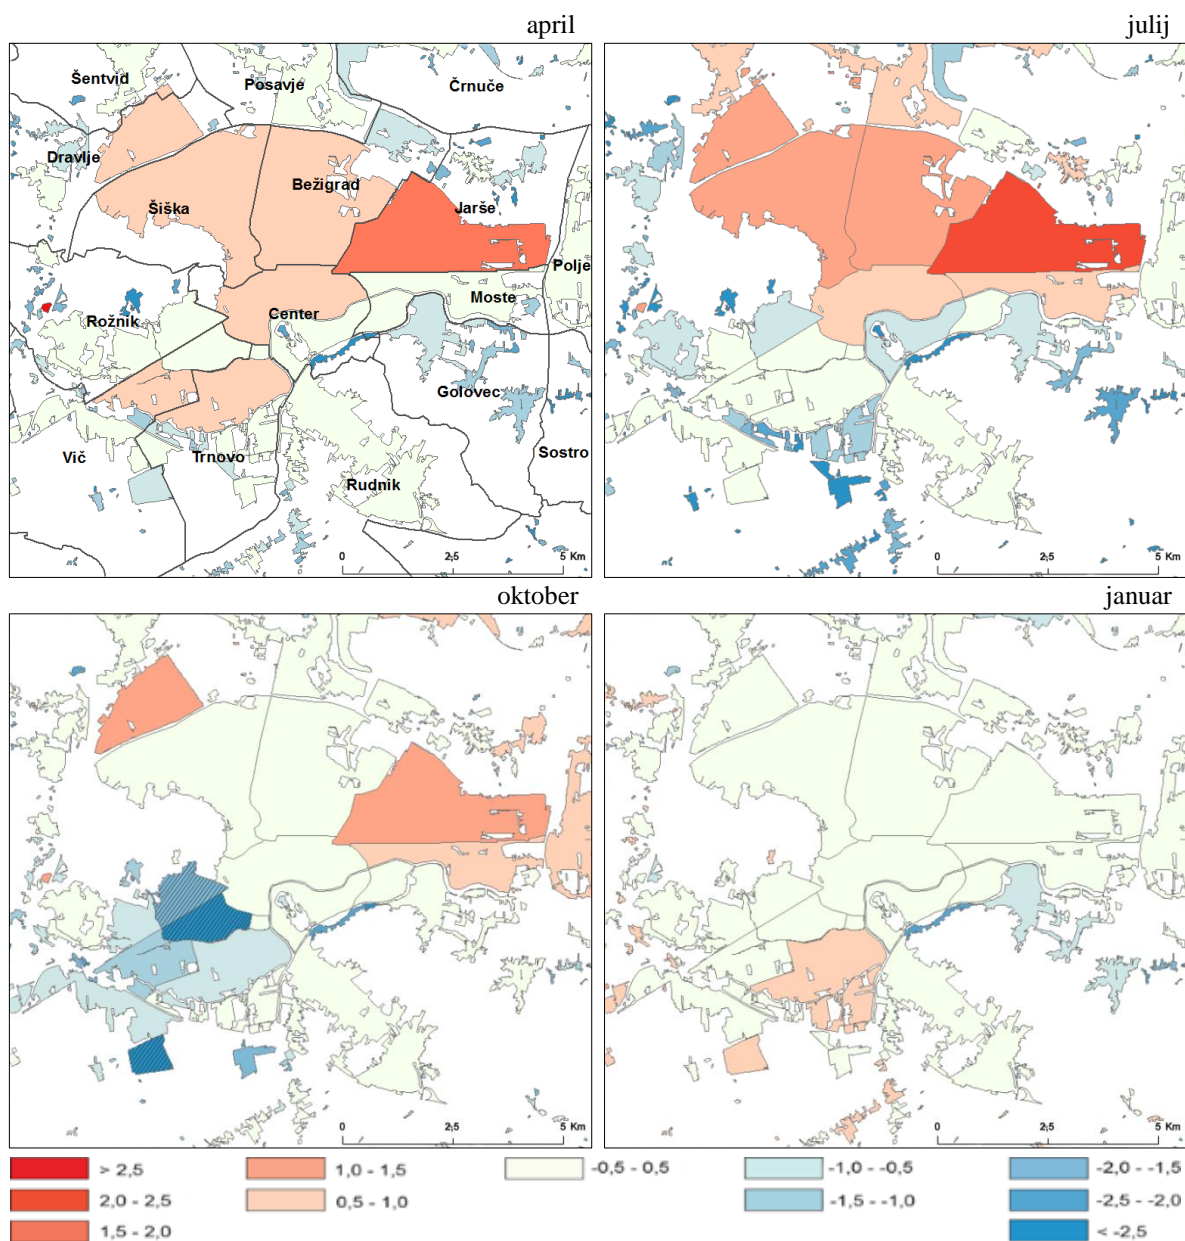 april
julij
Šentvid
Posavje
Črnuče
Dravlje
Bežigrad
Šiška
Jarše
Polje
Moste
Rožnik
Center
Golovec
Vič
Trnovo
Sostro
Rudnik
0 2,5 5 Km
0 2,5 5 Km
oktober
januar
0 2,5 5 Km
0 2,5 5 Km
> 2,5
1,0 - 1,5
-0,5 - 0,5
-1,0 - -0,5
-2,0 - -1,5
2,0 - 2,5
0,5 - 1,0
-1,5 - -1,0
-2,5 - -2,0
1,5 - 2,0
< -2,5